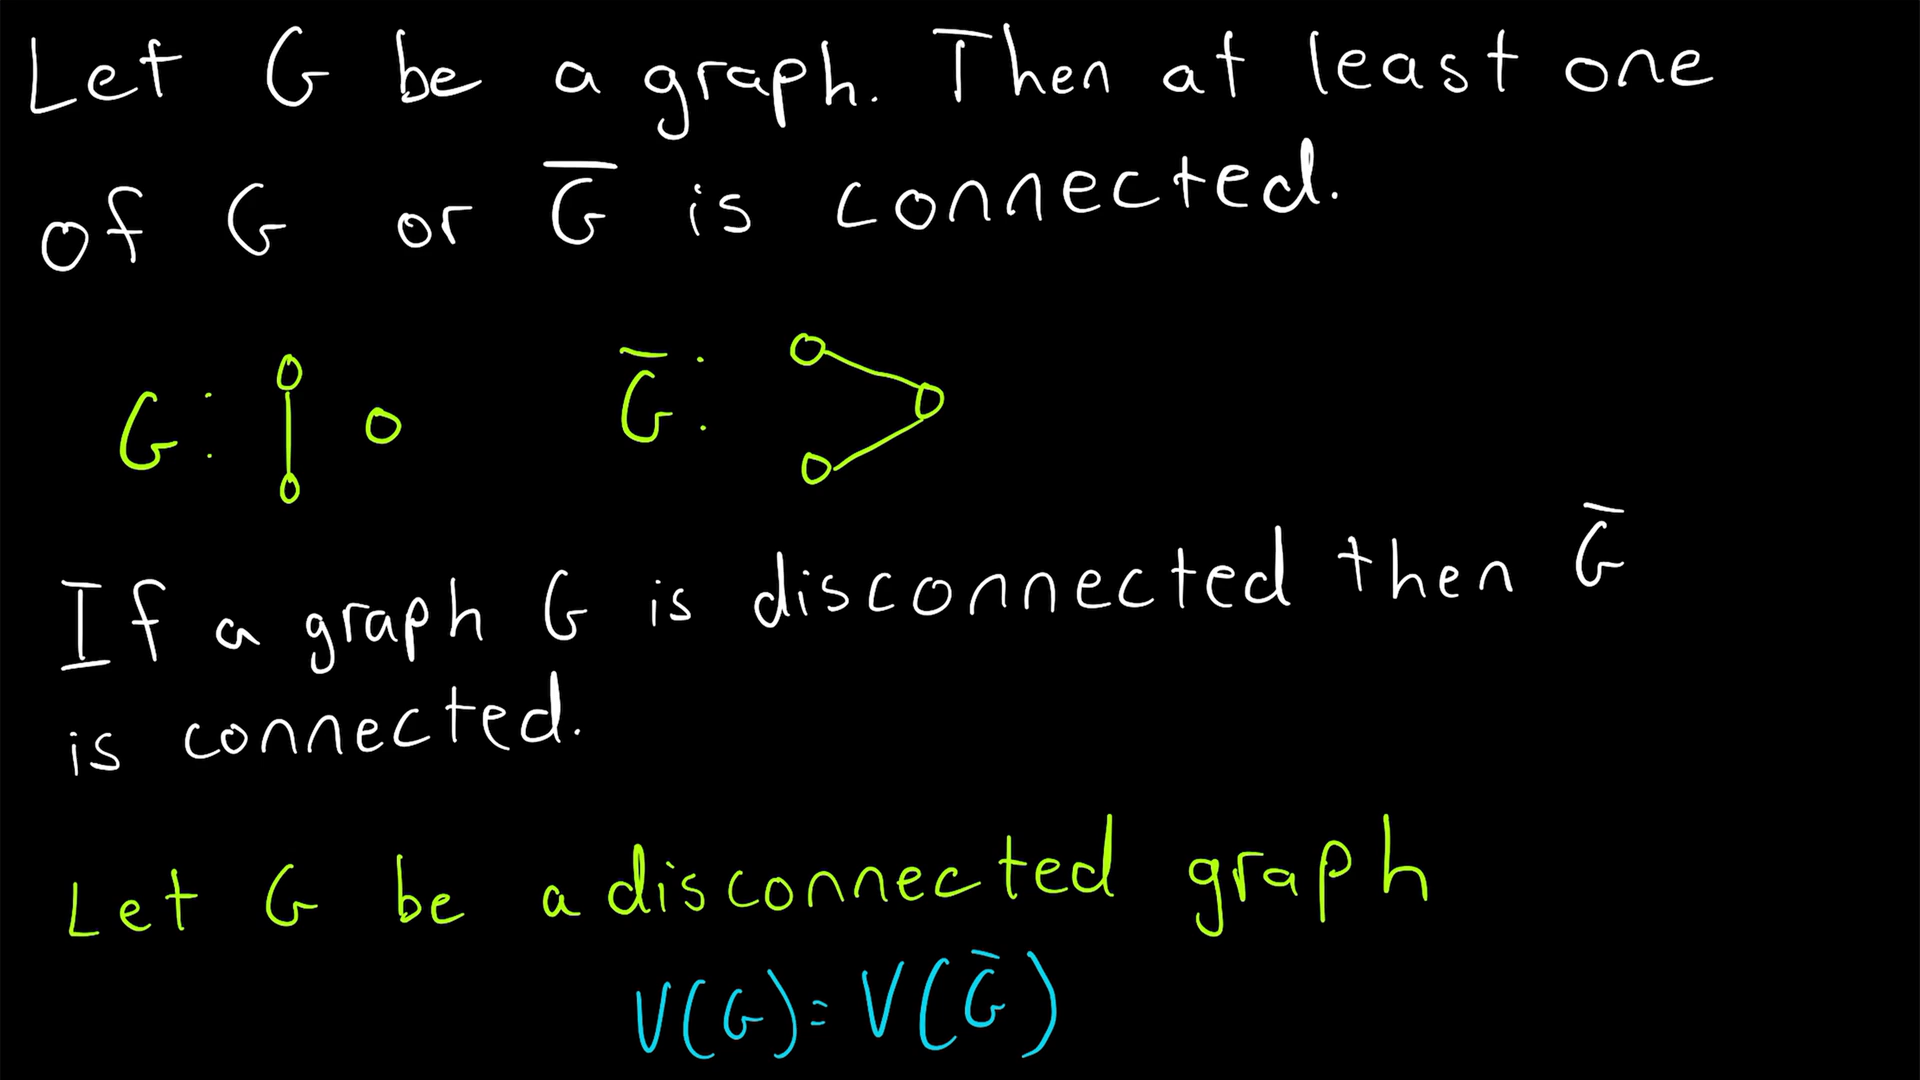 Let G be a graph. Then at least one
of G or G̅ is connected.
G: G̅:
If a graph G is disconnected then G̅
is connected.
Let G be a disconnected graph
V(G)=V(G̅)